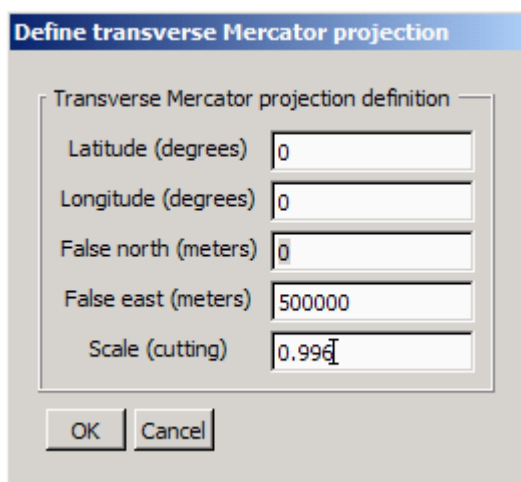 Define transverse Mercator projection
Transverse Mercator projection definition
Latitude (degrees) 0
Longitude (degrees) 0
False north (meters) 0
False east (meters) 500000
Scale (cutting) 0.996
OK Cancel